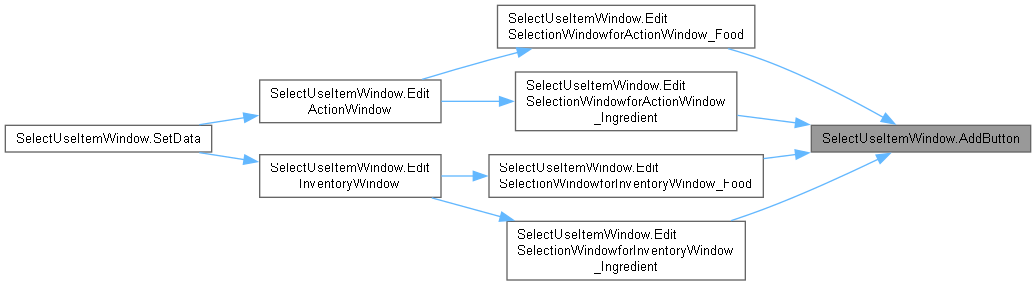 SelectUseItemWindow.Edit
SelectionWindowforActionWindow_Food
SelectUseItemWindow.Edit
SelectionWindowforActionWindow
_Ingredient
SelectUseItemWindow.Edit
ActionWindow
SelectUseItemWindow.SetData
SelectUseItemWindow.AddButton
SelectUseItemWindow.Edit
InventoryWindow
SelectUseItemWindow.Edit
SelectionWindowforInventoryWindow_Food
SelectUseItemWindow.Edit
SelectionWindowforInventoryWindow
_Ingredient